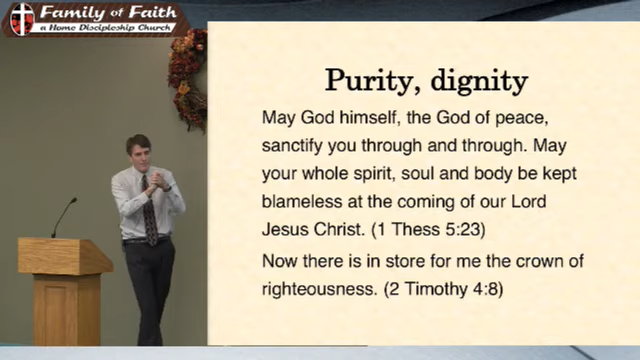 Family of Faith
a Home Discipleship Church
Purity, dignity
May God himself, the God of peace,
sanctify you through and through. May
your whole spirit, soul and body be kept
blameless at the coming of our Lord
Jesus Christ. (1 Thess 5:23)
Now there is in store for me the crown of
righteousness. (2 Timothy 4:8)